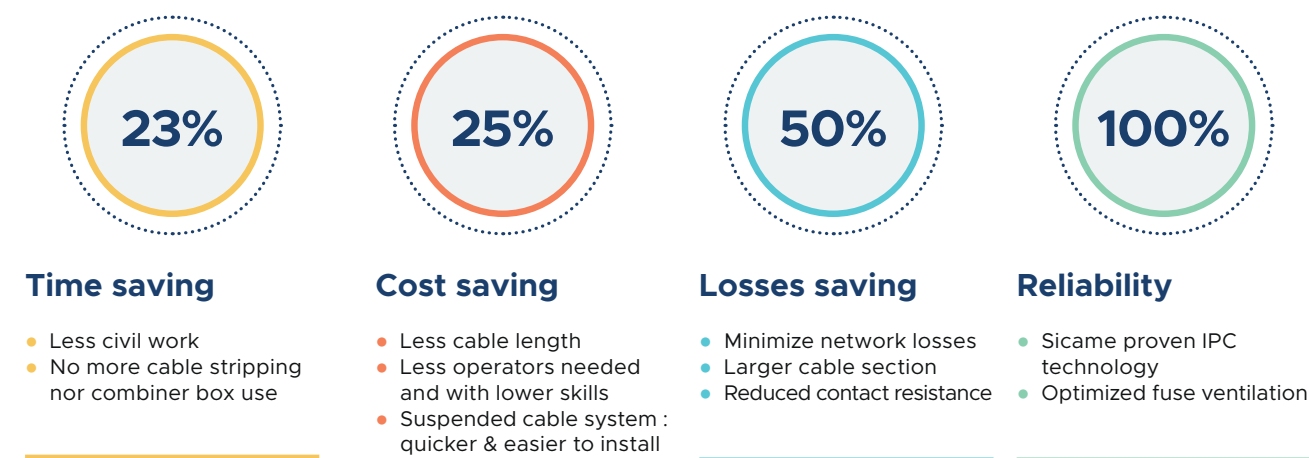 23%
25%
50%
100%
Time saving
Less civil work
No more cable stripping
nor combiner box use
Cost saving
Less cable length
Less operators needed
and with lower skills
Suspended cable system :
quicker & easier to install
Losses saving
Minimize network losses
Larger cable section
Reduced contact resistance
Reliability
Sicame proven IPC
technology
Optimized fuse ventilation